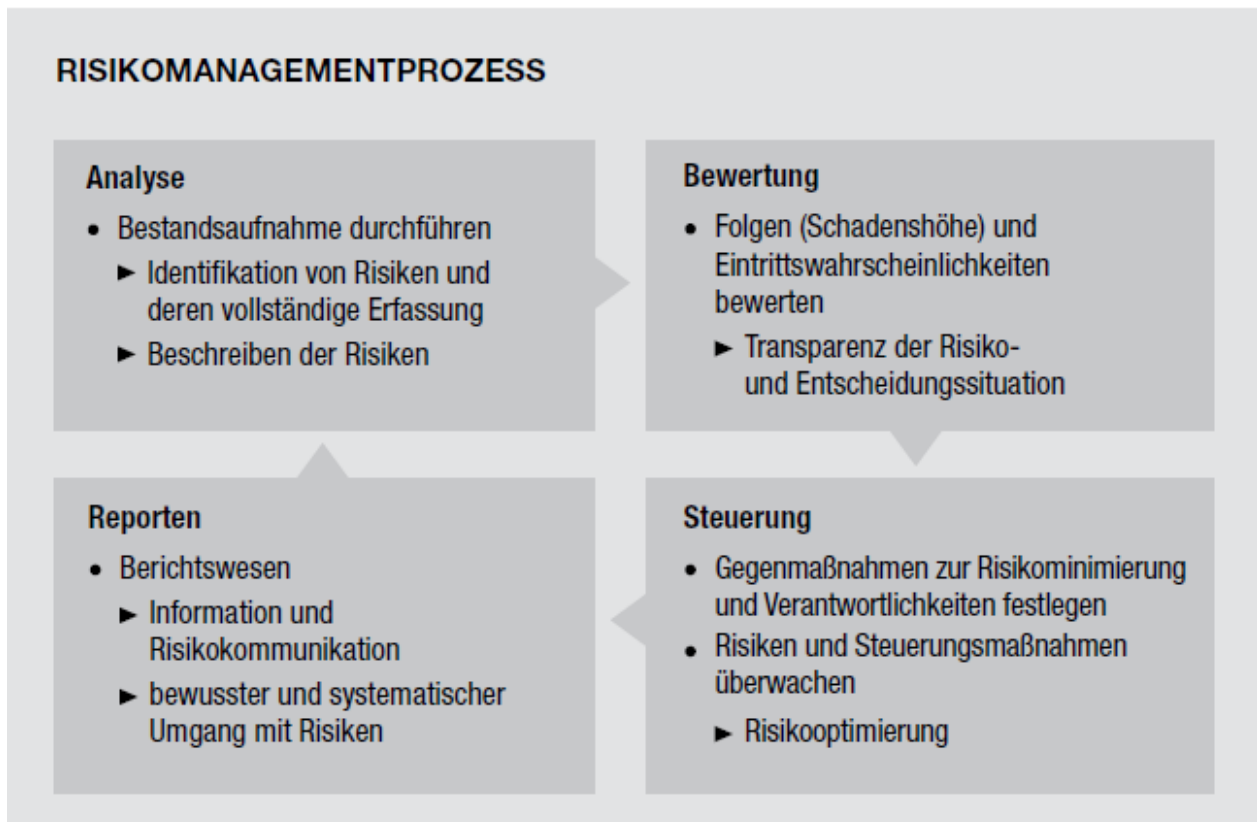 RISIKOMANAGEMENTPROZESS
Analyse
• Bestandsaufnahme durchführen
► Identifikation von Risiken und
deren vollständige Erfassung
► Beschreiben der Risiken
Bewertung
• Folgen (Schadenshöhe) und
Eintrittswahrscheinlichkeiten
bewerten
► Transparenz der Risiko-
und Entscheidungssituation
Reporten
• Berichtswesen
► Information und
Risikokommunikation
► bewusster und systematischer
Umgang mit Risiken
Steuerung
• Gegenmaßnahmen zur Risikominimierung
und Verantwortlichkeiten festlegen
• Risiken und Steuerungsmaßnahmen
überwachen
► Risikooptimierung